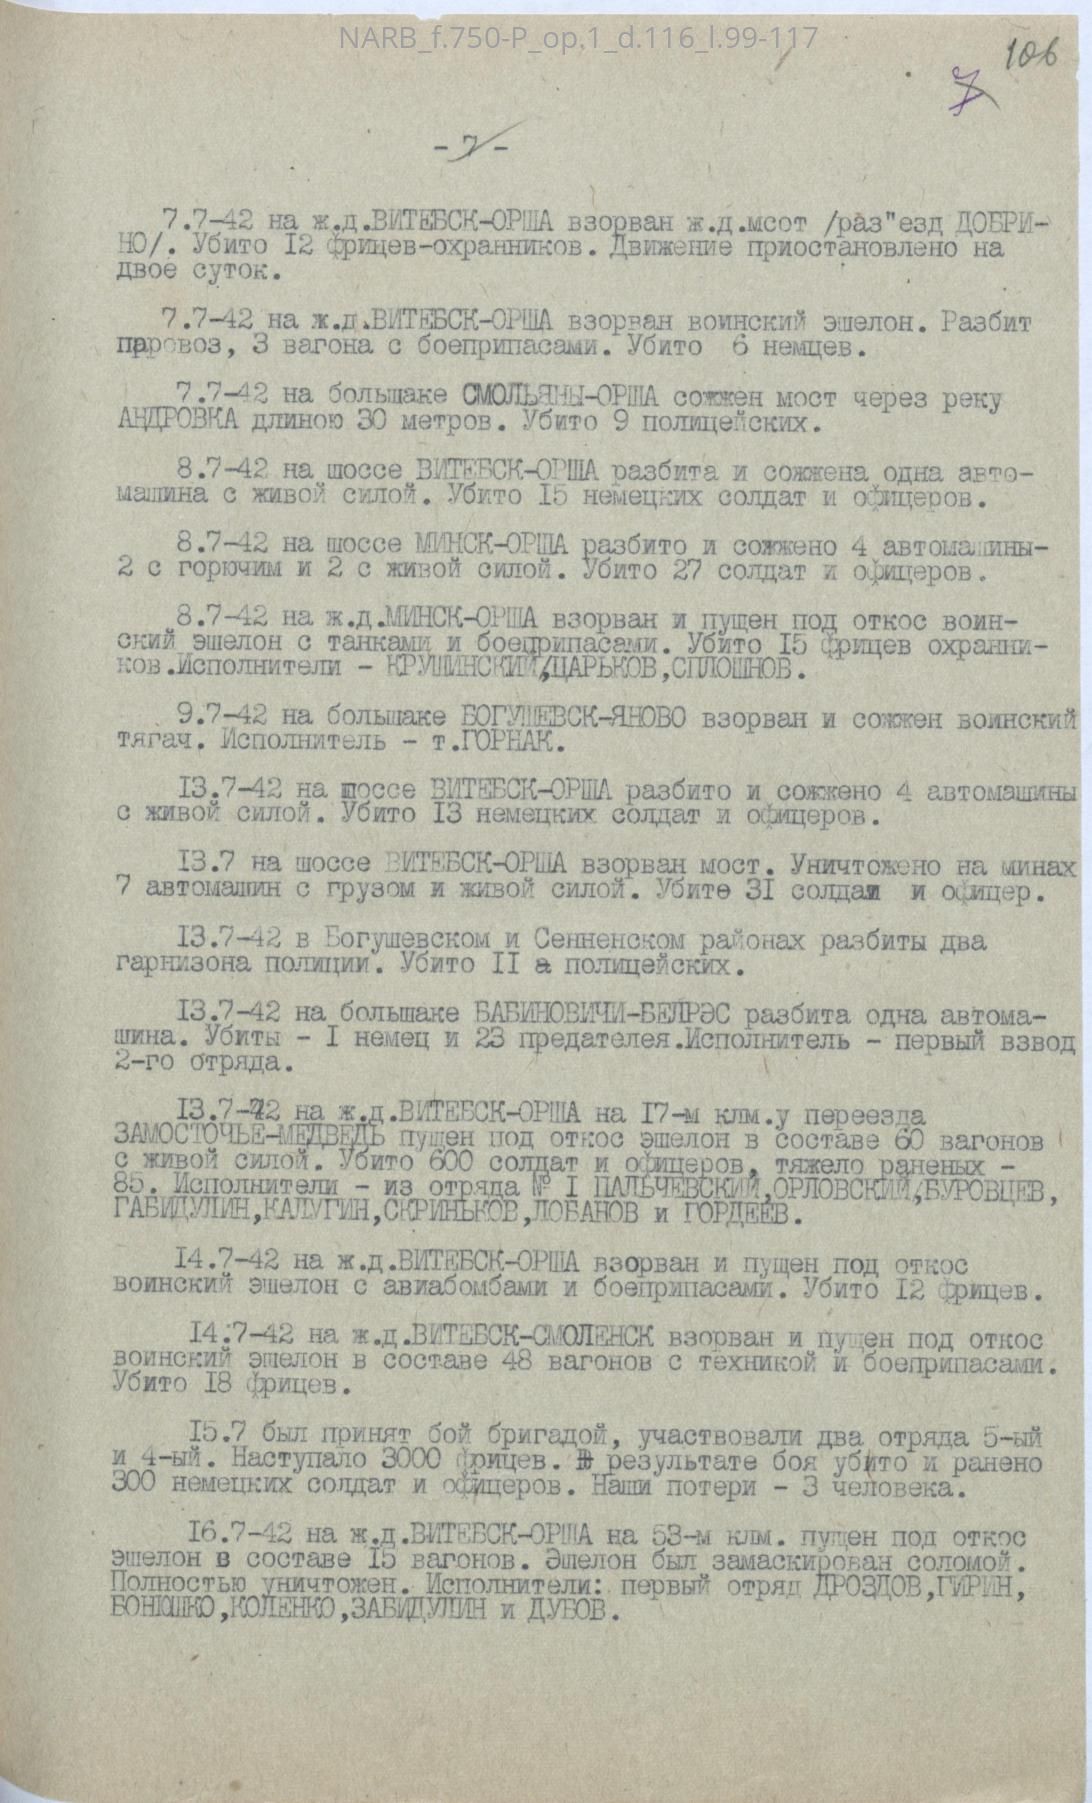 NARB_f.750-P_op.1_d.116_l.99-117
106
7
- 7 -
7.7-42 на ж.д.ВИТЕБСК-ОРША взорван ж.д.мсот /раз"езд ДОБРИ-
НО/. Убито I2 фрицев-охранников. Движение приостановлено на
двое суток.
7.7-42 на ж.д.ВИТЕБСК-ОРША взорван воинский эшелон. Разбит
паровоз, 3 вагона с боеприпасами. Убито 6 немцев.
7.7-42 на большаке СМОЛЬЯНЫ-ОРША сожжен мост через реку
АНДРОВКА длиною 30 метров. Убито 9 полицейских.
8.7-42 на шоссе ВИТЕБСК-ОРША разбита и сожжена одна авто-
машина с живой силой. Убито I5 немецких солдат и офицеров.
8.7-42 на шоссе МИНСК-ОРША разбито и сожжено 4 автомашины-
2 с горючим и 2 с живой силой. Убито 27 солдат и офицеров.
8.7-42 на ж.д.МИНСК-ОРША взорван и пущен под откос воин-
ский эшелон с танками и боеприпасами. Убито I5 фрицев охранни-
ков.Исполнители - КРУШИНСКИЙ,ЦАРЬКОВ,СПЛОШНОВ.
9.7-42 на большаке БОГУШЕВСК-ЯНОВО взорван и сожжен воинский
тягач. Исполнитель - т.ГОРНАК.
I3.7-42 на шоссе ВИТЕБСК-ОРША разбито и сожжено 4 автомашины
с живой силой. Убито I3 немецких солдат и офицеров.
I3.7 на шоссе ВИТЕБСК-ОРША взорван мост. Уничтожено на минах
7 автомашин с грузом и живой силой. Убито 3I солдат и офицер.
I3.7-42 в Богушевском и Сенненском районах разбиты два
гарнизона полиции. Убито II а полицейских.
I3.7-42 на большаке БАБИНОВИЧИ-БЕЛРЭС разбита одна автома-
шина. Убиты - I немец и 23 предателея.Исполнитель - первый взвод
2-го отряда.
I3.7-42 на ж.д.ВИТЕБСК-ОРША на I7-м клм.у переезда
ЗАМОСТОЧЬЕ-МЕДВЕДЬ пущен под откос эшелон в составе 60 вагонов
с живой силой. Убито 600 солдат и офицеров, тяжело раненых -
85. Исполнители - из отряда № I ПАЛЬЧЕВСКИЙ,ОРЛОВСКИЙ,БУРОВЦЕВ,
ГАБИДУЛИН,КАЛУГИН,СКРИНЬКОВ,ЛОБАНОВ и ГОРДЕЕВ.
I4.7-42 на ж.д.ВИТЕБСК-ОРША взорван и пущен под откос
воинский эшелон с авиабомбами и боеприпасами. Убито I2 фрицев.
I4.7-42 на ж.д.ВИТЕБСК-СМОЛЕНСК взорван и пущен под откос
воинский эшелон в составе 48 вагонов с техникой и боеприпасами.
Убито I8 фрицев.
I5.7 был принят бой бригадой, участвовали два отряда 5-ый
и 4-ый. Наступало 3000 фрицев. В результате боя убито и ранено
300 немецких солдат и офицеров. Наши потери - 3 человека.
I6.7-42 на ж.д.ВИТЕБСК-ОРША на 53-м клм. пущен под откос
эшелон в составе I5 вагонов. Эшелон был замаскирован соломой.
Полностью уничтожен. Исполнители: первый отряд ДРОЗДОВ,ГИРИН,
БОНЮШКО,КОЛЕНКО,ЗАБИДУЛИН и ДУБОВ.